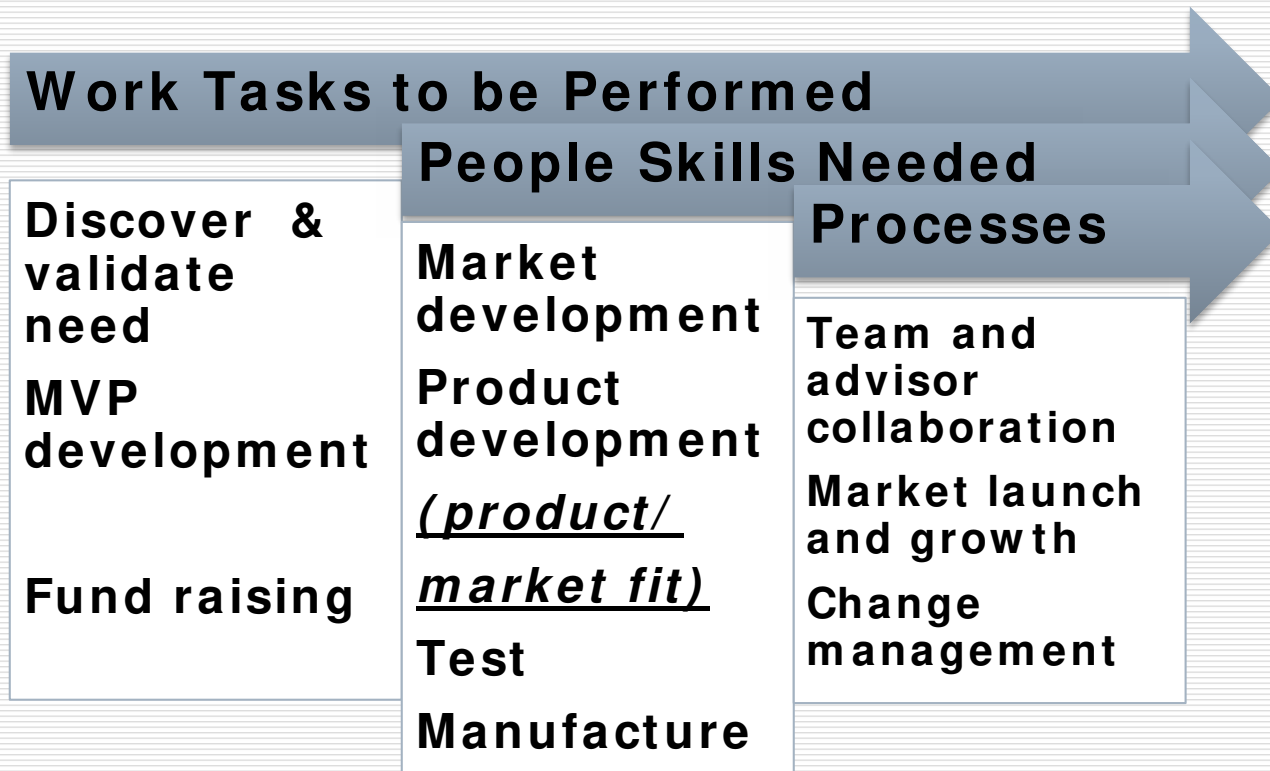 Work Tasks to be Performed
Discover &
validate
need
MVP
development
Fund raising
People Skills Needed
Market
development
Product
development
(product/
market fit)
Test
Manufacture
Processes
Team and
advisor
collaboration
Market launch
and growth
Change
management